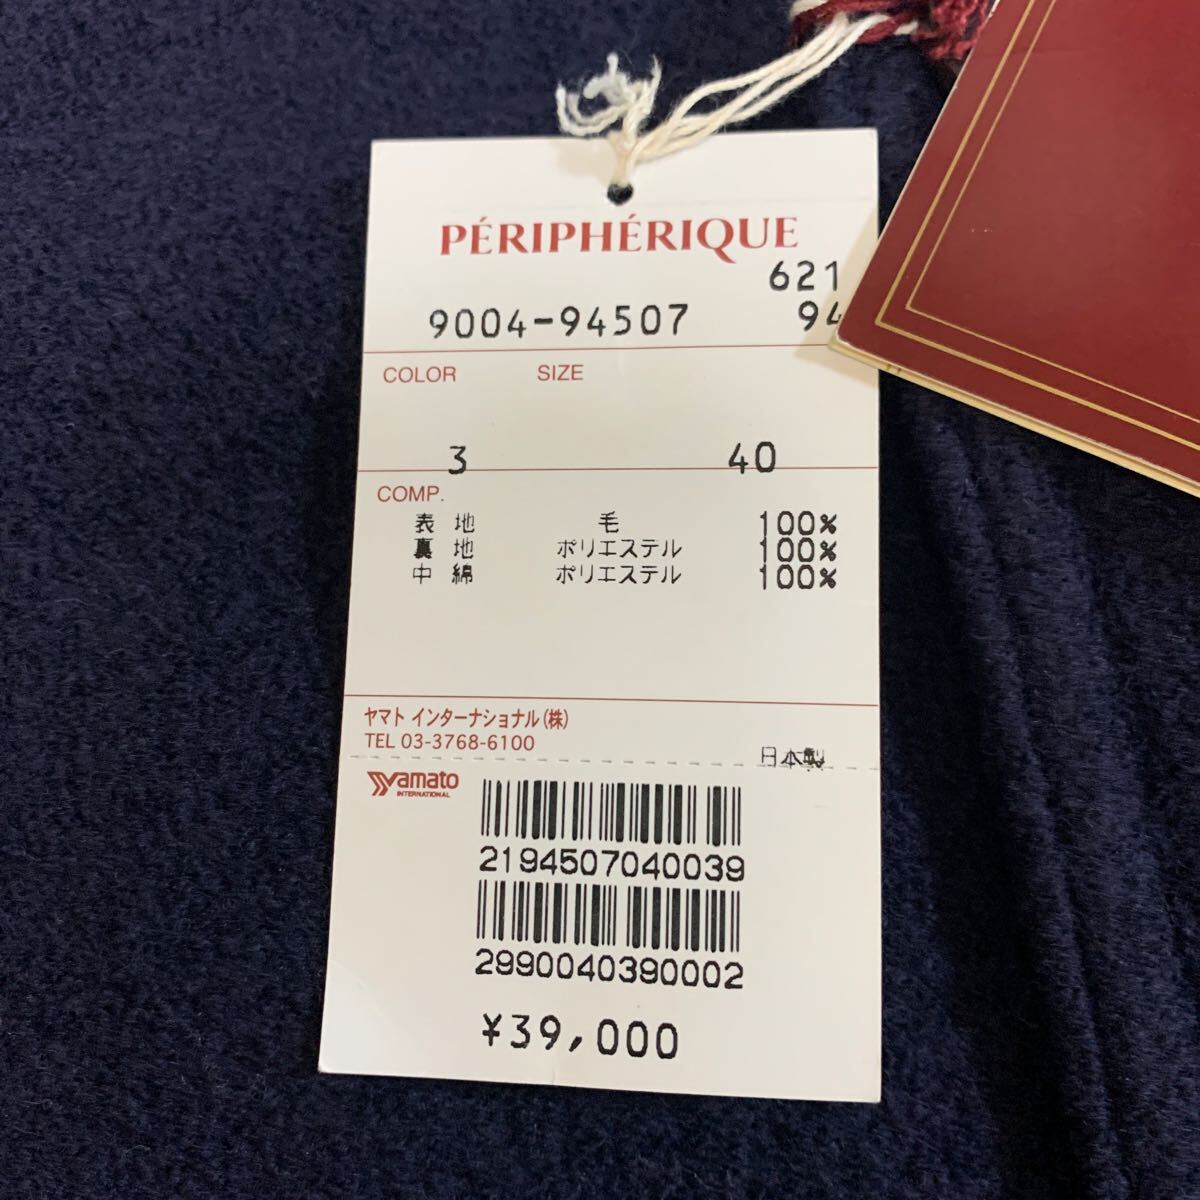 PÉRIPHÉRIQUE
621
9004-94507 94
COLOR SIZE
3 40
COMP.
表地 毛 100%
裏地 ポリエステル 100%
中綿 ポリエステル 100%
ヤマト インターナショナル(株)
TEL 03-3768-6100
日本製
Yamato
INTERNATIONAL
2194507040039
2990040390002
¥39,000